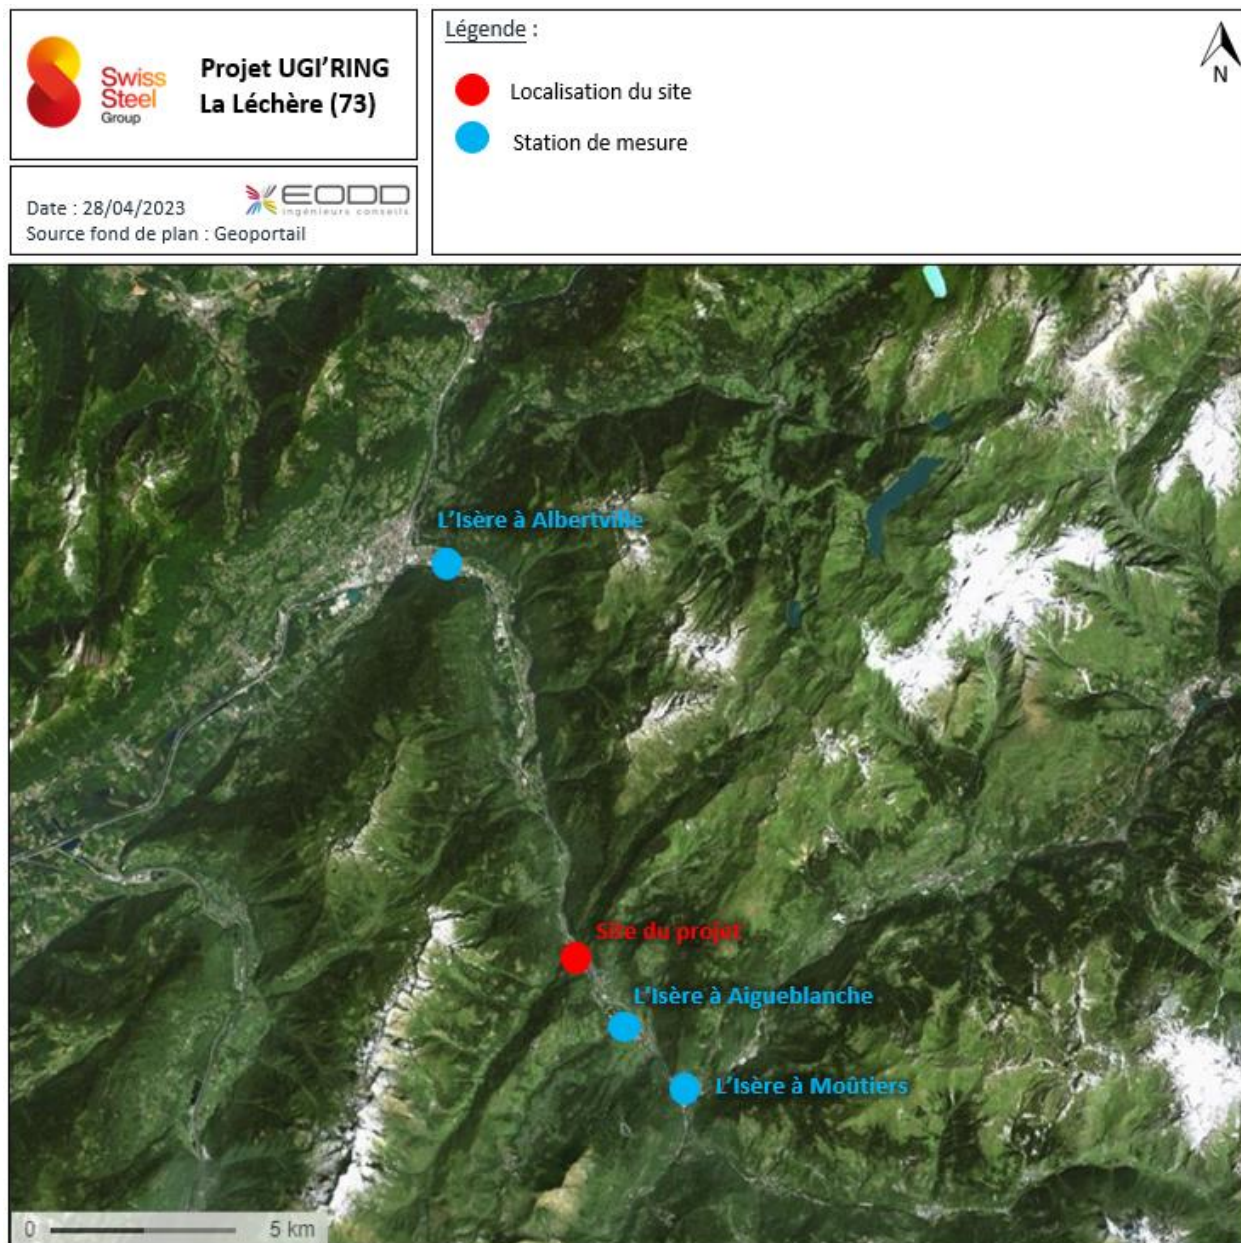 Swiss
Steel
Group
Projet UGI’RING
La Léchère (73)
Date : 28/04/2023
EODD
ingénieurs conseils
Source fond de plan : Geoportail
Légende :
Localisation du site
Station de mesure
N
L’Isère à Albertville
Site du projet
L’Isère à Aigueblanche
L’Isère à Moûtiers
0 5 km